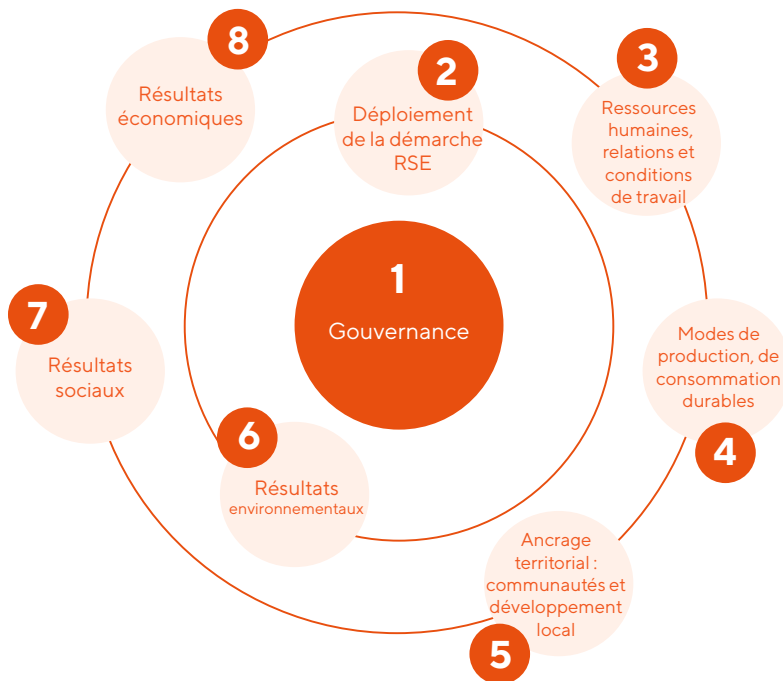 1
Gouvernance
2
Déploiement
de la démarche
RSE
3
Ressources
humaines,
relations et
conditions
de travail
4
Modes de
production, de
consommation
durables
5
Ancrage
territorial :
communautés et
développement
local
6
Résultats
environnementaux
7
Résultats
sociaux
8
Résultats
économiques